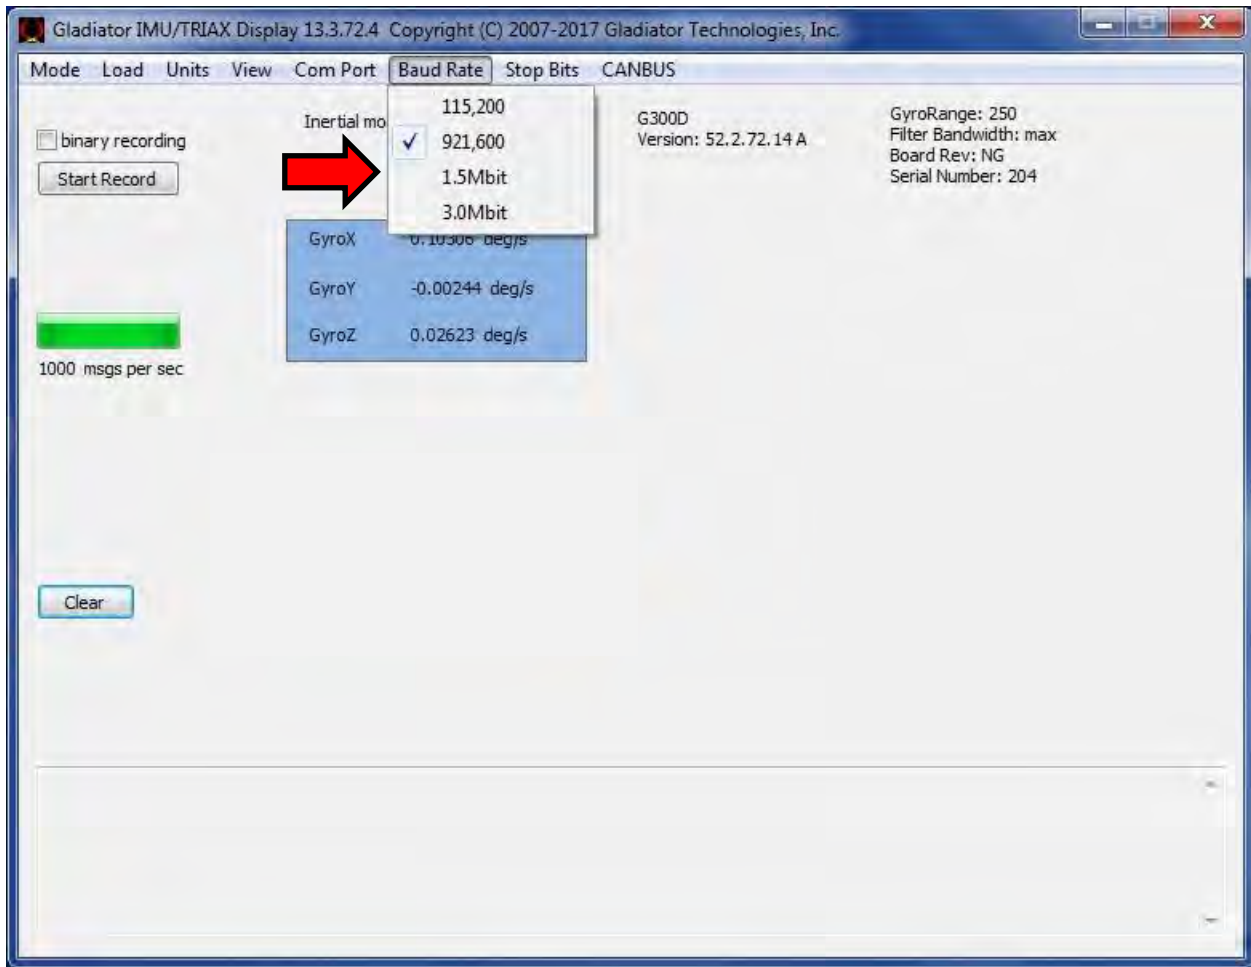 Gladiator IMU/TRIAX Display 13.3.72.4 Copyright (C) 2007-2017 Gladiator Technologies, Inc.
Mode Load Units View Com Port Baud Rate Stop Bits CANBUS
binary recording
Start Record
Inertial mo
115,200
✓ 921,600
1.5Mbit
3.0Mbit
G300D
Version: 52.2.72.14 A
GyroRange: 250
Filter Bandwidth: max
Board Rev: NG
Serial Number: 204
GyroX 0.10306 deg/s
GyroY -0.00244 deg/s
GyroZ 0.02623 deg/s
1000 msgs per sec
Clear